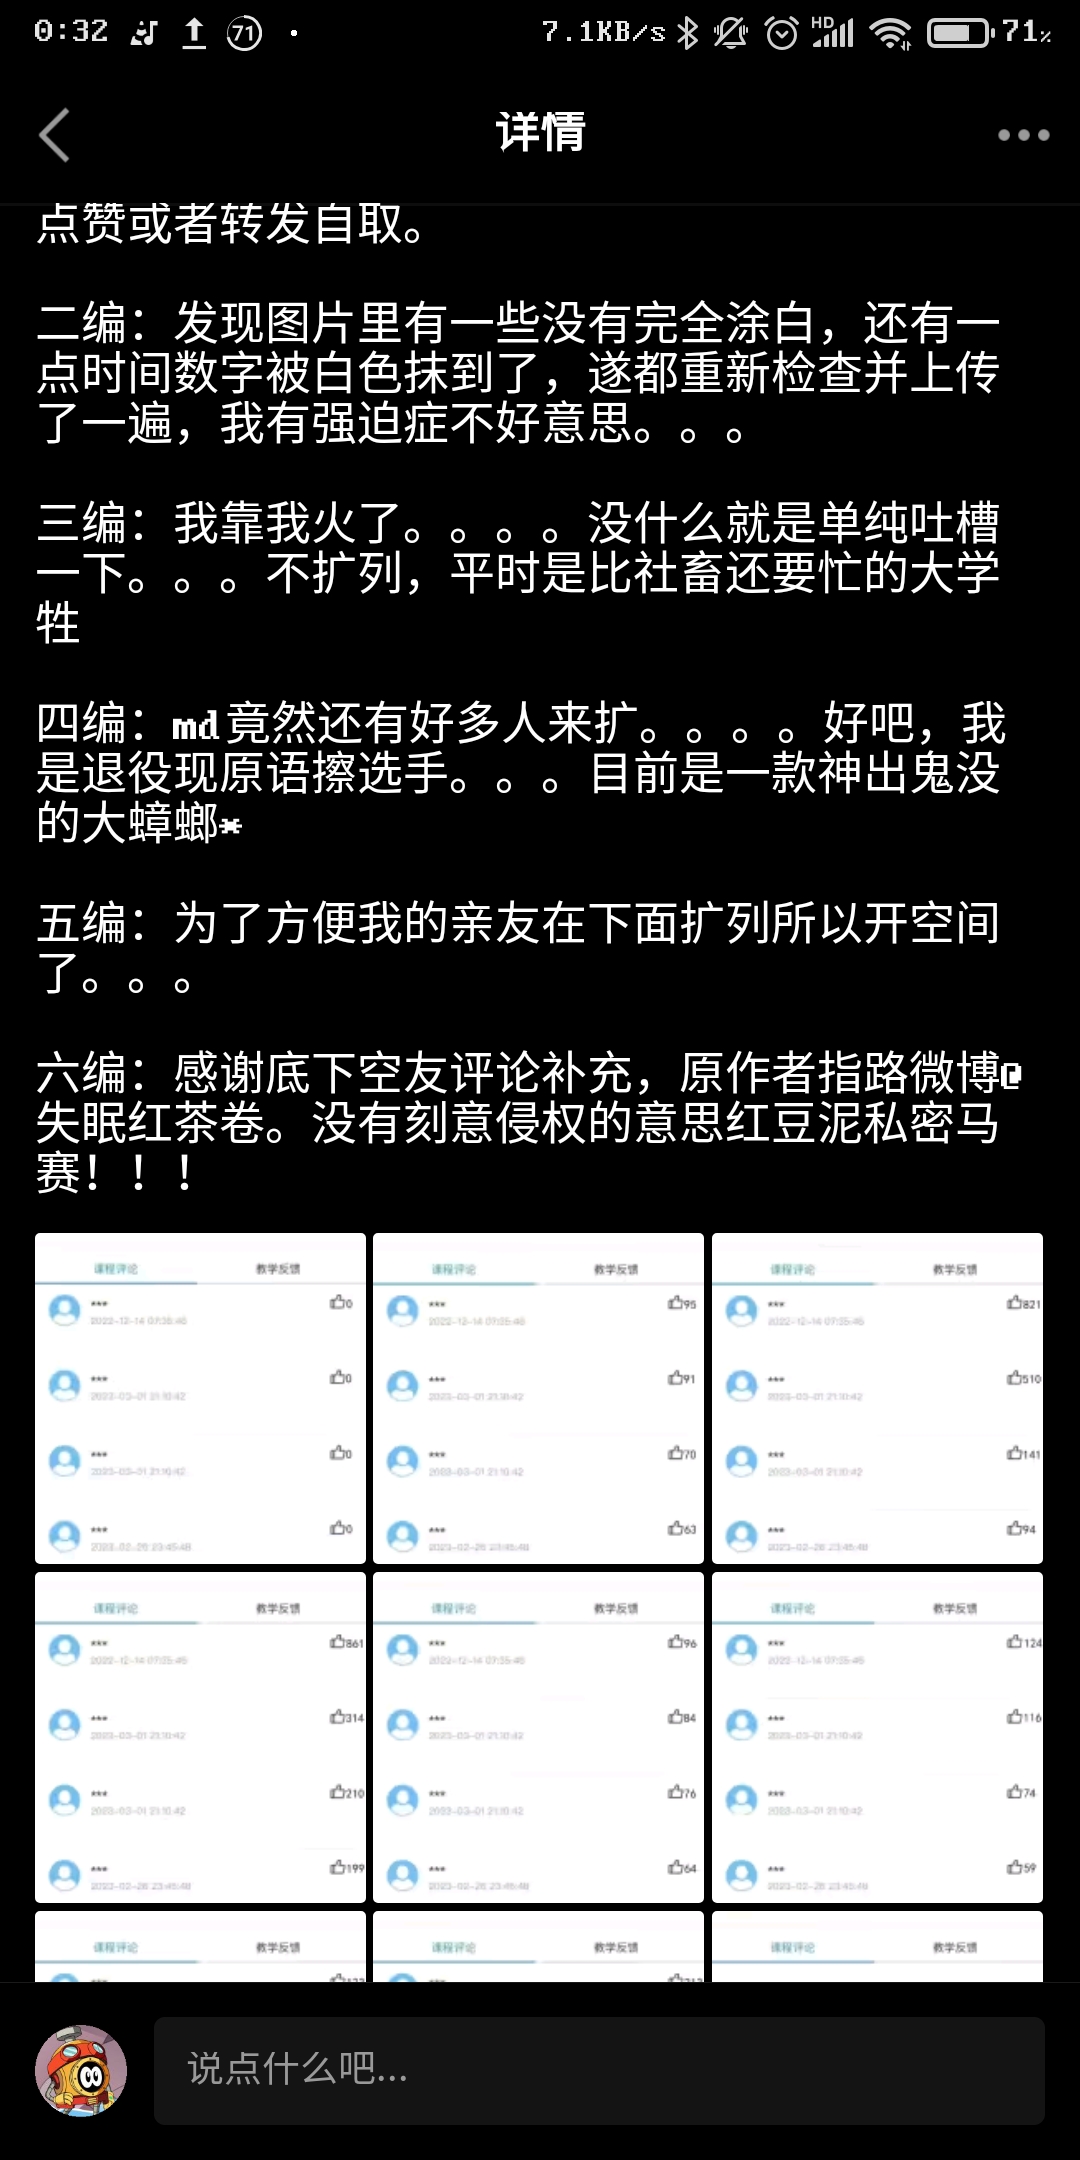 0:32
71
7.1KB/s
HD
71%
详情
点赞或者转发自取。
二编：发现图片里有一些没有完全涂白，还有一
点时间数字被白色抹到了，遂都重新检查并上传
了一遍，我有强迫症不好意思。。。
三编：我靠我火了。。。。没什么就是单纯吐槽
一下。。。不扩列，平时是比社畜还要忙的大学
牲
四编：md竟然还有好多人来扩。。。。好吧，我
是退役现原语擦选手。。。目前是一款神出鬼没
的大蟑螂*
五编：为了方便我的亲友在下面扩列所以开空间
了。。。
六编：感谢底下空友评论补充，原作者指路微博@
失眠红茶卷。没有刻意侵权的意思红豆泥私密马
赛！！！
课程评论 教学反馈 课程评论 教学反馈 课程评论 教学反馈
*** 0 *** 95 *** 821
2022-12-14 07:35:46 2022-12-14 07:35:46 2022-12-14 07:35:46
*** 0 *** 91 *** 510
2023-03-01 21:10:42 2023-03-01 21:10:42 2023-03-01 21:10:42
*** 0 *** 70 *** 141
2023-03-01 21:10:42 2023-03-01 21:10:42 2023-03-01 21:10:42
*** 0 *** 63 *** 94
2023-02-26 23:45:48 2023-02-26 23:45:48 2023-02-26 23:45:48
课程评论 教学反馈 课程评论 教学反馈 课程评论 教学反馈
*** 861 *** 96 *** 124
2022-12-14 07:35:46 2022-12-14 07:35:46 2022-12-14 07:35:46
*** 314 *** 84 *** 116
2023-03-01 21:10:42 2023-03-01 21:10:42 2023-03-01 21:10:42
*** 210 *** 76 *** 74
2023-03-01 21:10:42 2023-03-01 21:10:42 2023-03-01 21:10:42
*** 199 *** 64 *** 59
2023-02-26 23:45:48 2023-02-26 23:45:48 2023-02-26 23:45:48
课程评论 教学反馈 课程评论 教学反馈 课程评论 教学反馈
说点什么吧...